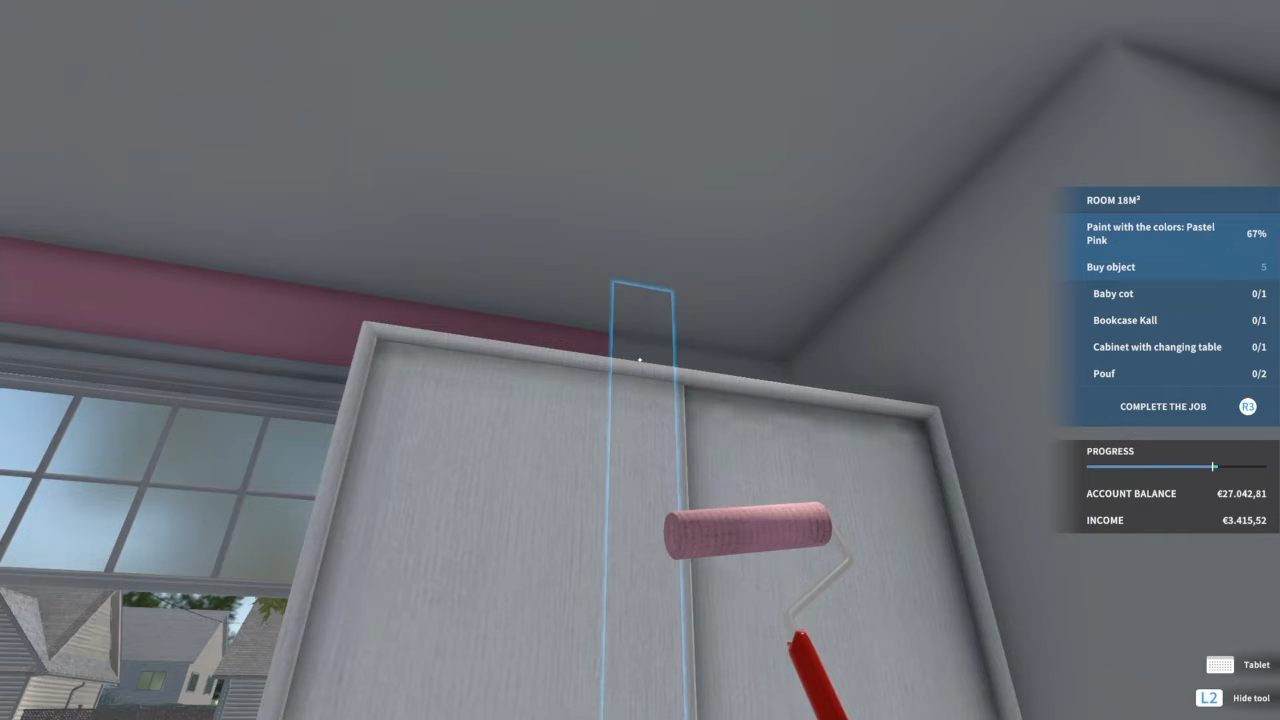 ROOM 18M²
Paint with the colors: Pastel
Pink
67%
Buy object 5
Baby cot 0/1
Bookcase Kall 0/1
Cabinet with changing table 0/1
Pouf 0/2
COMPLETE THE JOB R3
PROGRESS
ACCOUNT BALANCE €27.042,81
INCOME €3.415,52
Tablet
L2 Hide tool